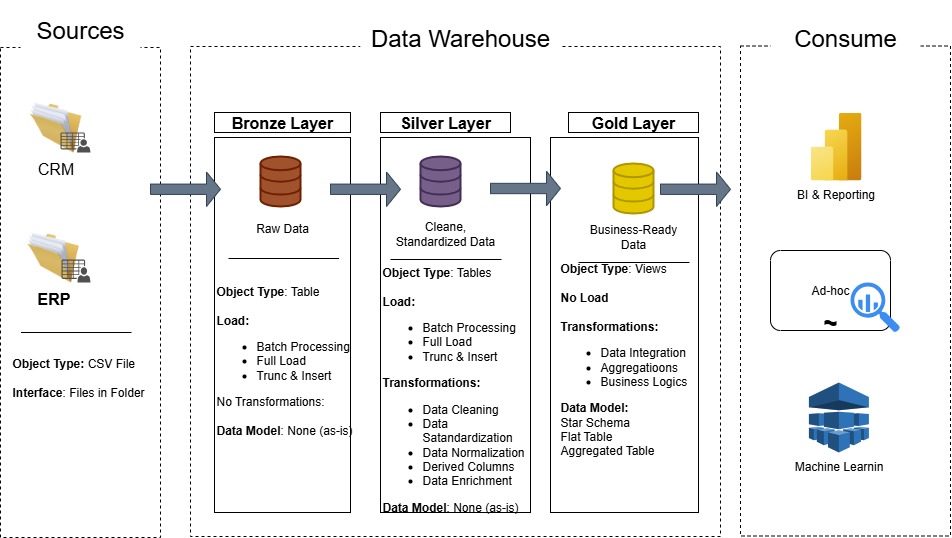 Sources
CRM
ERP
Object Type: CSV File
Interface: Files in Folder
Data Warehouse
Bronze Layer
Raw Data
Object Type: Table
Load:
Batch Processing
Full Load
Trunc & Insert
No Transformations:
Data Model: None (as-is)
Silver Layer
Cleane,
Standardized Data
Object Type: Tables
Load:
Batch Processing
Full Load
Trunc & Insert
Transformations:
Data Cleaning
Data
Satandardization
Data Normalization
Derived Columns
Data Enrichment
Data Model: None (as-is)
Gold Layer
Business-Ready
Data
Object Type: Views
No Load
Transformations:
Data Integration
Aggregatioons
Business Logics
Data Model:
Star Schema
Flat Table
Aggregated Table
Consume
BI & Reporting
Ad-hoc
~
Machine Learnin